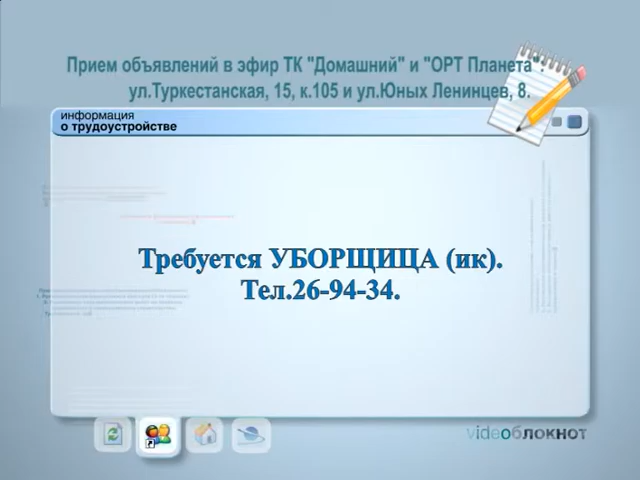 Прием объявлений в эфир ТК "Домашний" и "ОРТ Планета":
ул.Туркестанская, 15, к.105 и ул.Юных Ленинцев, 8.
информация
о трудоустройстве
Требуется УБОРЩИЦА (ик).
Тел.26-94-34.
videoблокнот